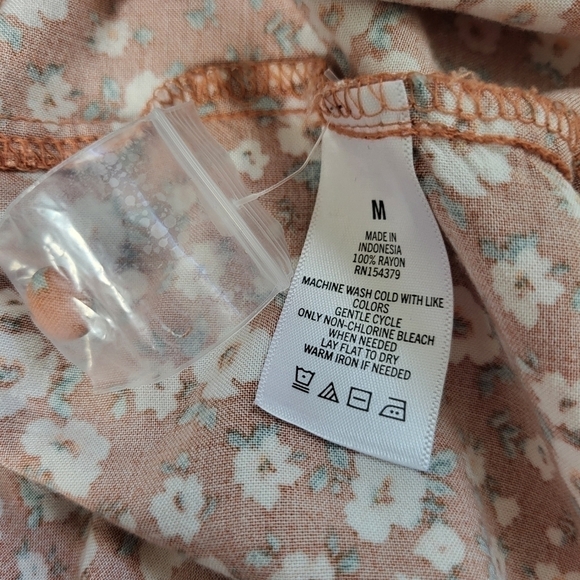 M
MADE IN
INDONESIA
100% RAYON
RN154379
MACHINE WASH COLD WITH LIKE
COLORS
GENTLE CYCLE
ONLY NON-CHLORINE BLEACH
WHEN NEEDED
LAY FLAT TO DRY
WARM IRON IF NEEDED